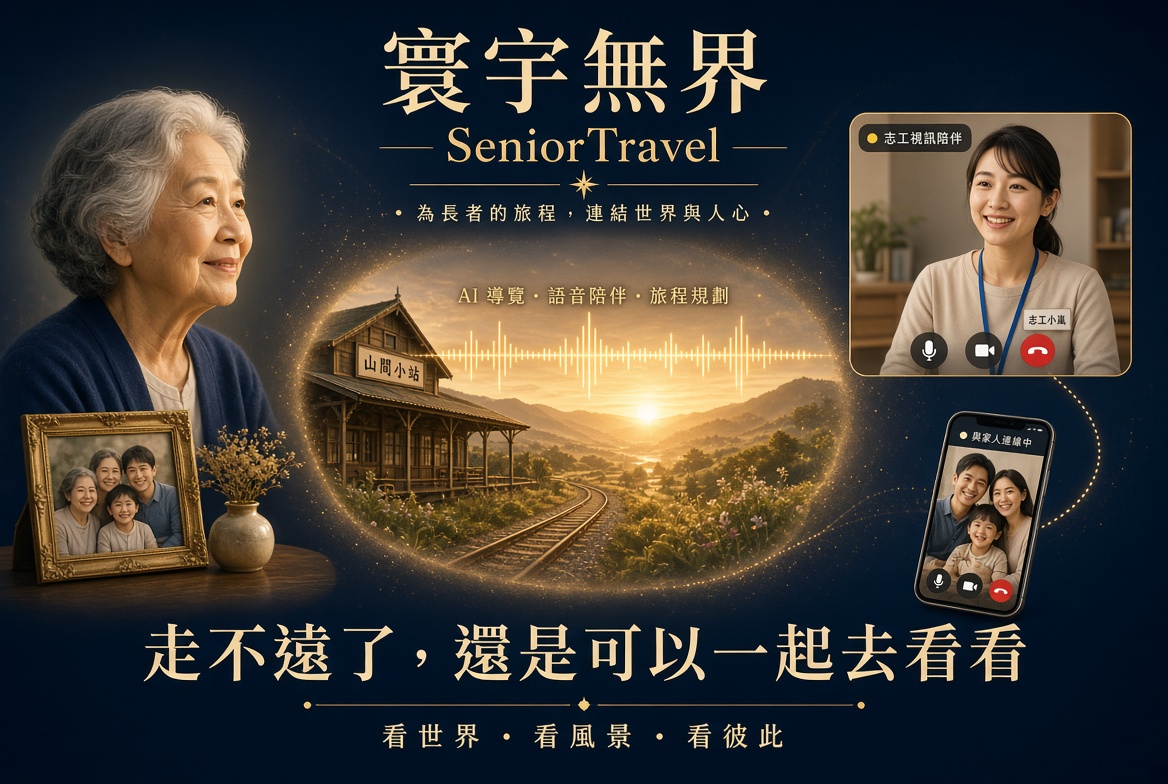 寰宇無界
SeniorTravel
• 為長者的旅程，連結世界與人心 •
AI 導覽・語音陪伴・旅程規劃
山間小站
志工視訊陪伴
志工小嵐
與家人連線中
走不遠了，還是可以一起去看看
看世界 • 看風景 • 看彼此